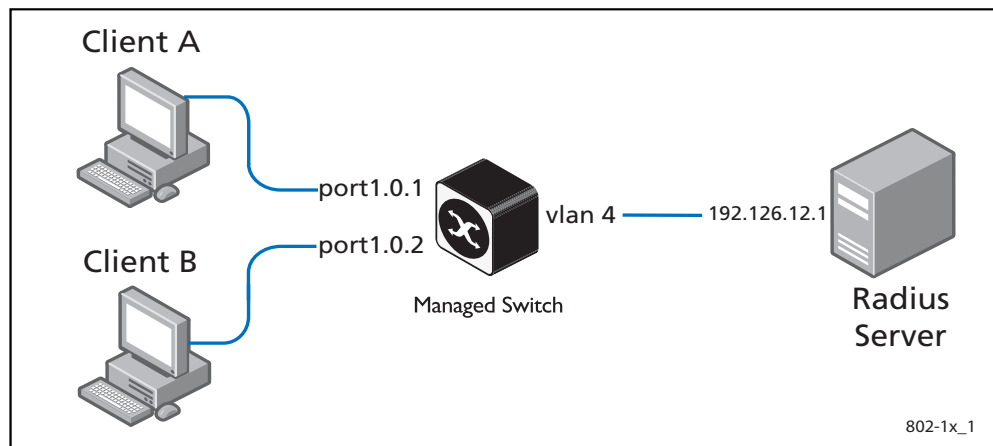 Client A
port1.0.1
vlan 4
192.126.12.1
port1.0.2
Client B
Managed Switch
Radius
Server
802-1x_1